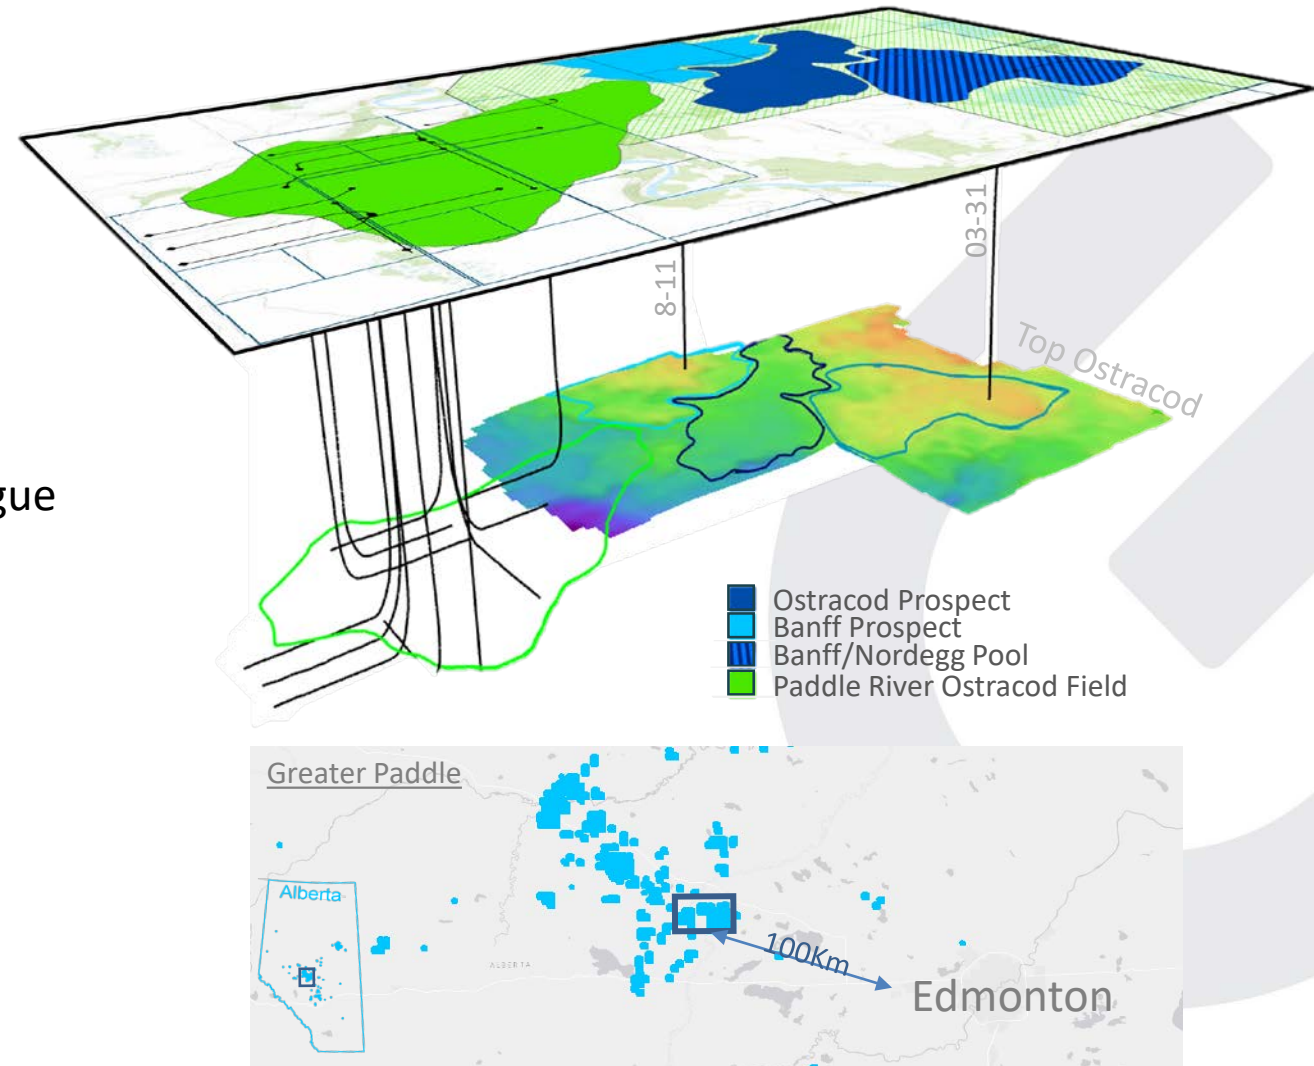 03-31
8-11
Top Ostracod
gue
Ostracod Prospect
Banff Prospect
Banff/Nordegg Pool
Paddle River Ostracod Field
Greater Paddle
Alberta
ALBERTA
100Km
Edmonton